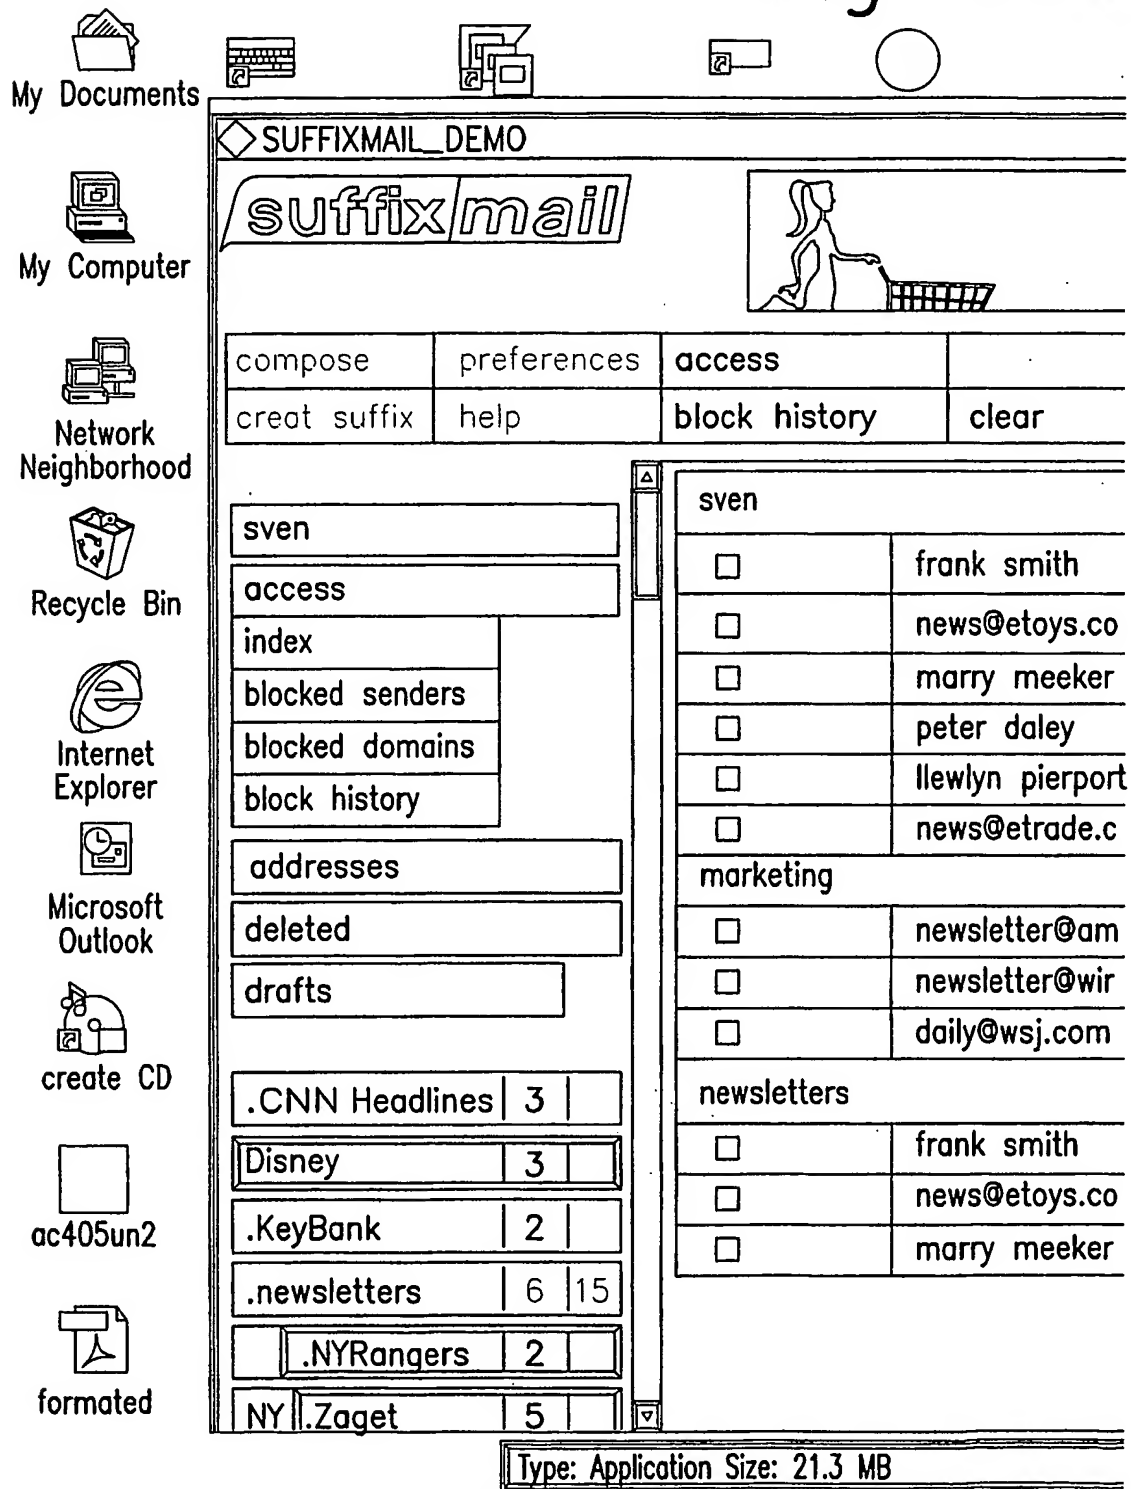 My Documents
SUFFIXMAIL_DEMO
suffix mail
My Computer
compose preferences access
creat suffix help block history clear
Network
Neighborhood
Recycle Bin
Internet
Explorer
Microsoft
Outlook
create CD
ac405un2
formated
sven
access
index
blocked senders
blocked domains
block history
addresses
deleted
drafts
.CNN Headlines 3
Disney 3
.KeyBank 2
.newsletters 6 15
.NYRangers 2
NY .Zaget 5
sven
frank smith
news@etoys.co
marry meeker
peter daley
llewlyn pierport
news@etrade.c
marketing
newsletter@am
newsletter@wir
daily@wsj.com
newsletters
frank smith
news@etoys.co
marry meeker
Type: Application Size: 21.3 MB